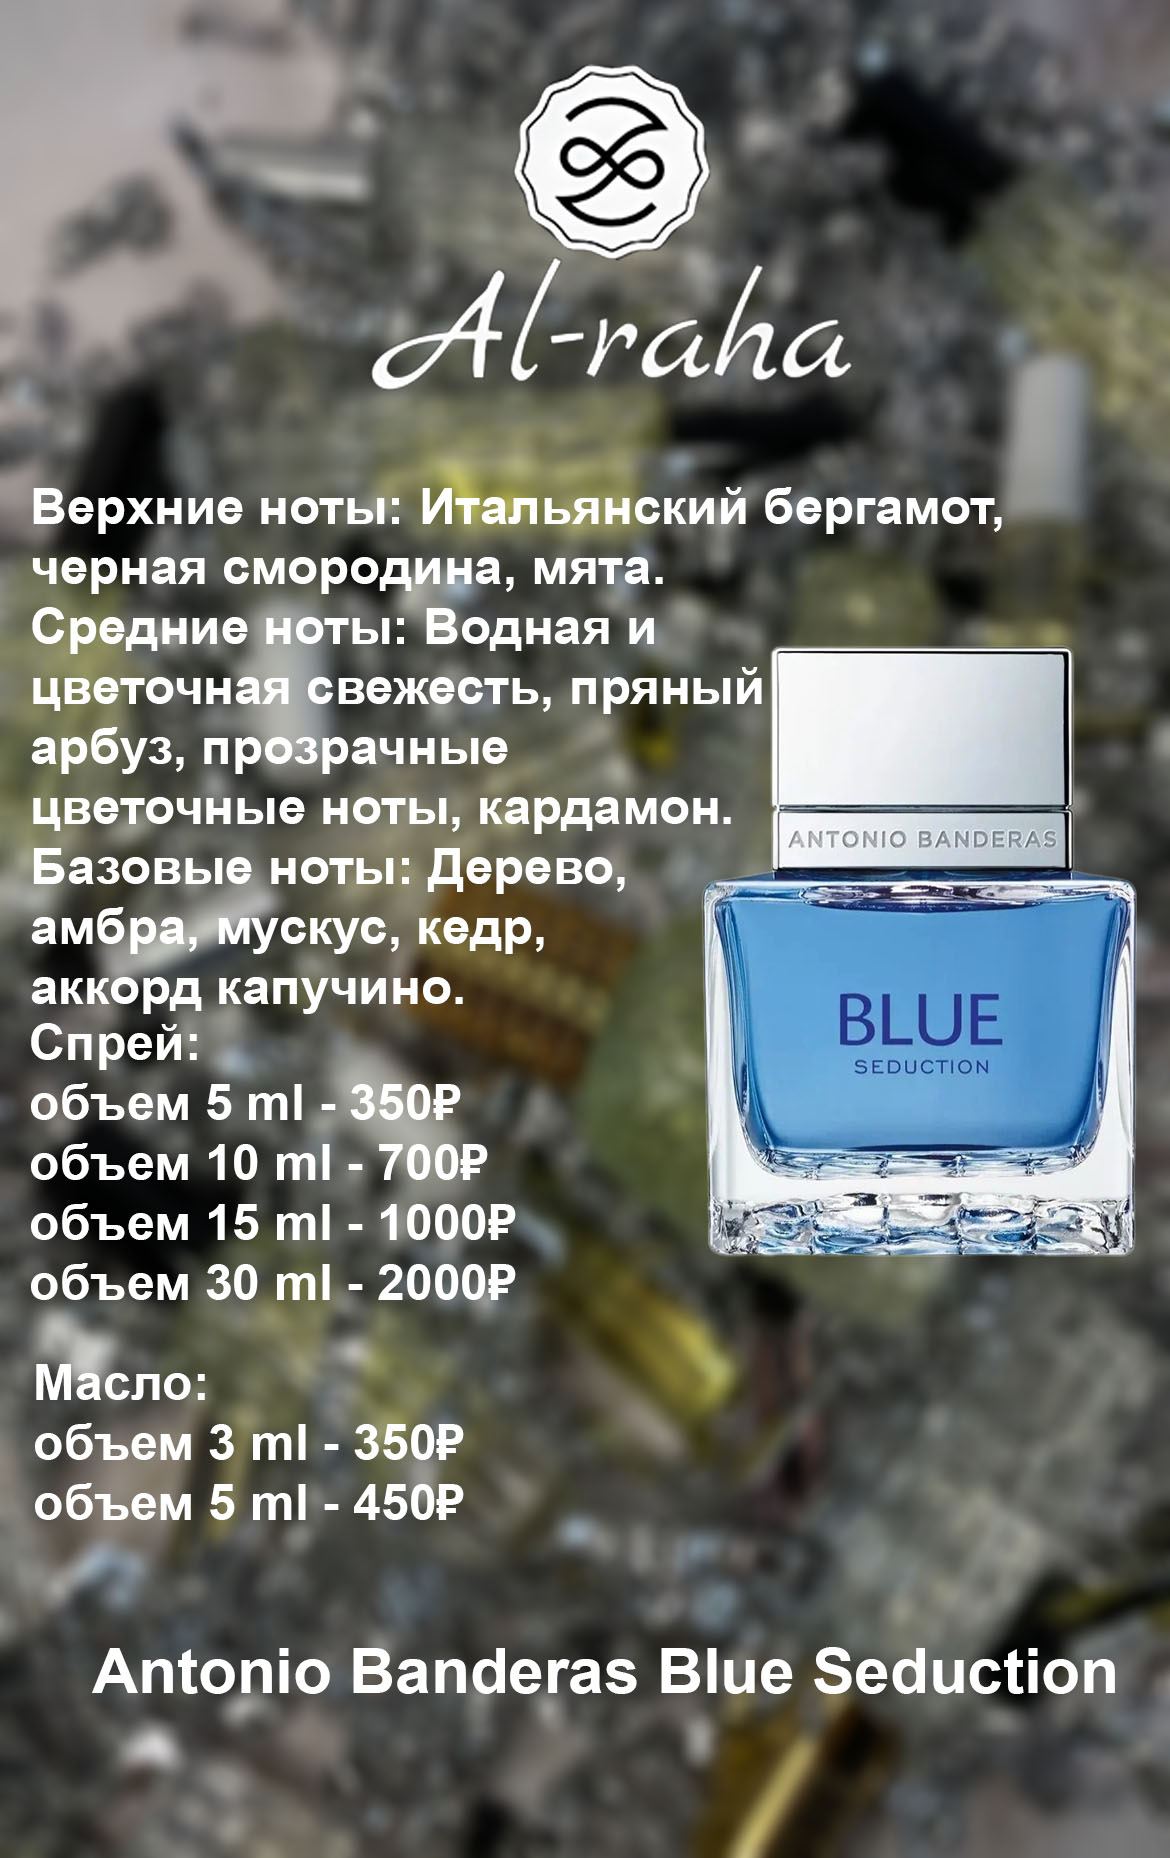 Al-raha
Верхние ноты: Итальянский бергамот,
черная смородина, мята.
Средние ноты: Водная и
цветочная свежесть, пряный
арбуз, прозрачные
цветочные ноты, кардамон.
Базовые ноты: Дерево,
амбра, мускус, кедр,
аккорд капучино.
ANTONIO BANDERAS
BLUE
SEDUCTION
Спрей:
объем 5 ml - 350₽
объем 10 ml - 700₽
объем 15 ml - 1000₽
объем 30 ml - 2000₽
Масло:
объем 3 ml - 350₽
объем 5 ml - 450₽
Antonio Banderas Blue Seduction